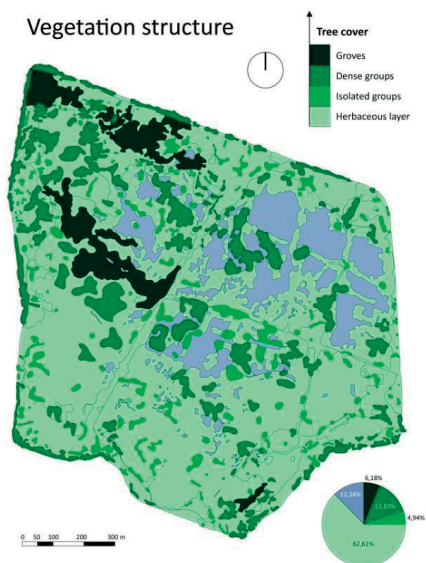 Vegetation structure
Tree cover
Groves
Dense groups
Isolated groups
Herbaceous layer
6,18%
12,34%
13,83%
4,94%
62,61%
0 50 100 200 300 m